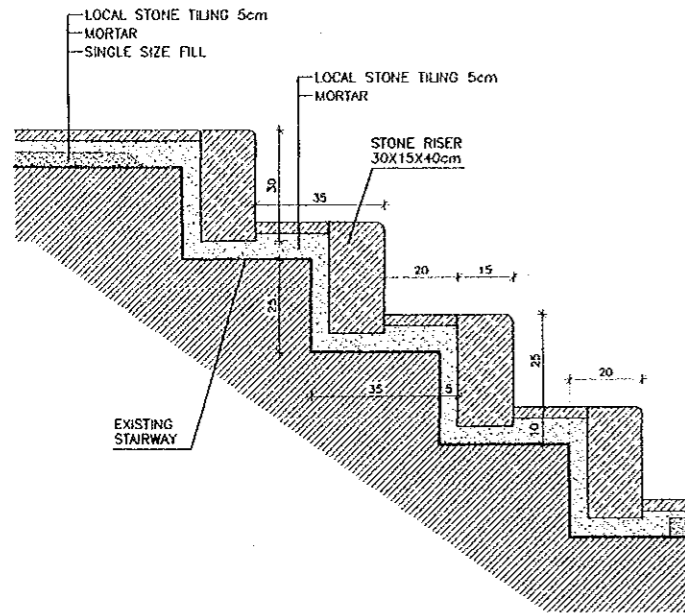 LOCAL STONE TILING 5cm
MORTAR
SINGLE SIZE FILL
LOCAL STONE TILING 5cm
MORTAR
STONE RISER
30X15X40cm
30
35
20
15
25
35
5
25
10
20
EXISTING
STAIRWAY